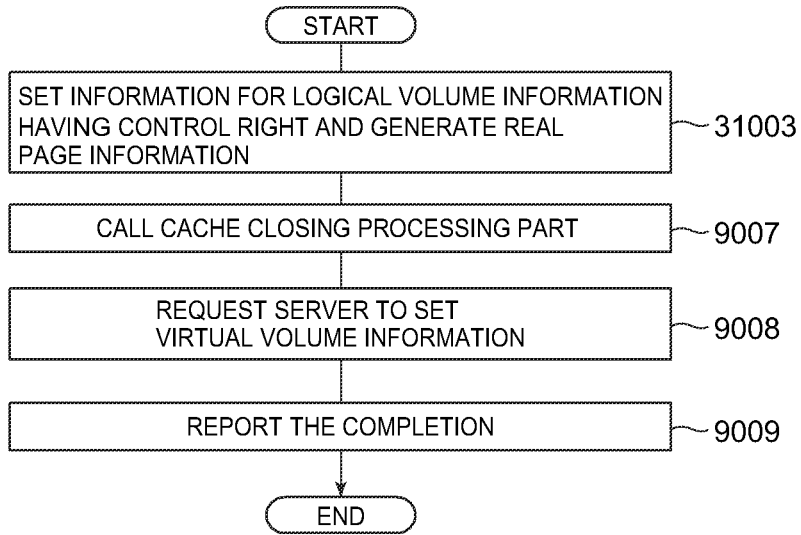 START
SET INFORMATION FOR LOGICAL VOLUME INFORMATION
HAVING CONTROL RIGHT AND GENERATE REAL
PAGE INFORMATION
31003
CALL CACHE CLOSING PROCESSING PART
9007
REQUEST SERVER TO SET
VIRTUAL VOLUME INFORMATION
9008
REPORT THE COMPLETION
9009
END